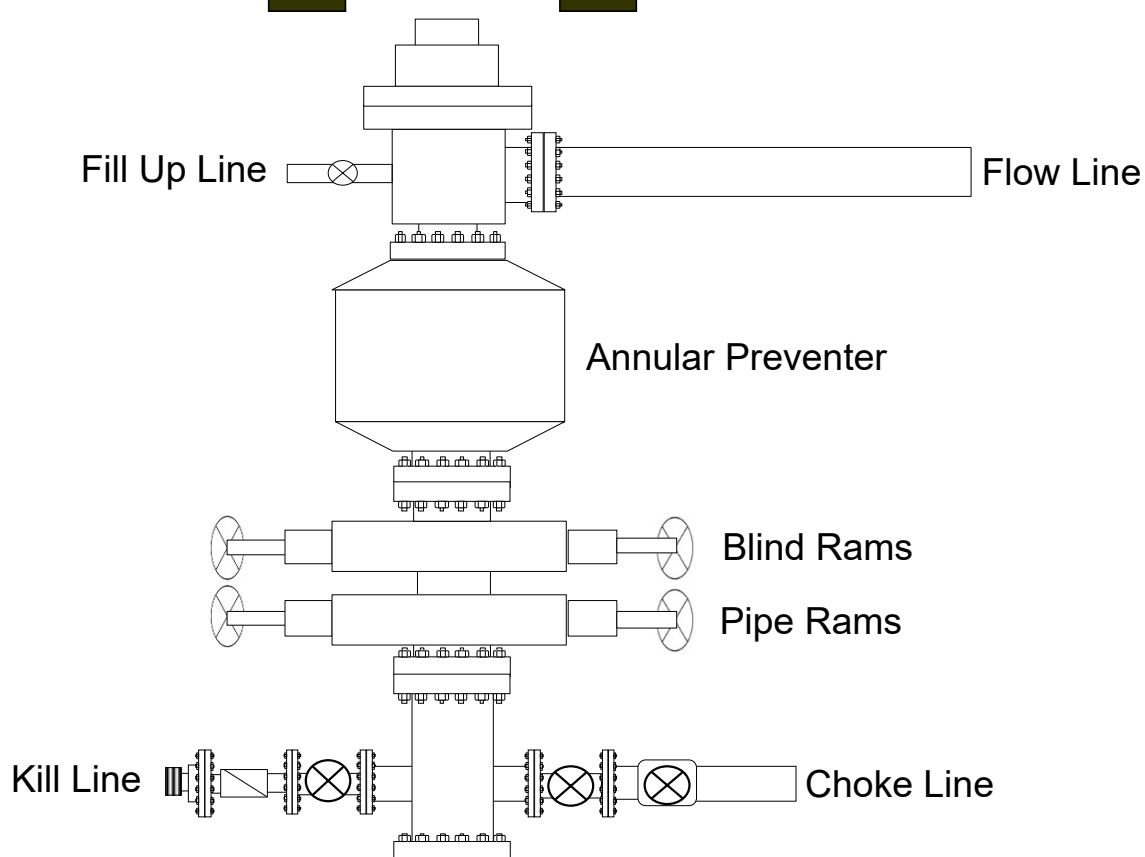 Fill Up Line
Flow Line
Annular Preventer
Blind Rams
Pipe Rams
Kill Line
Choke Line